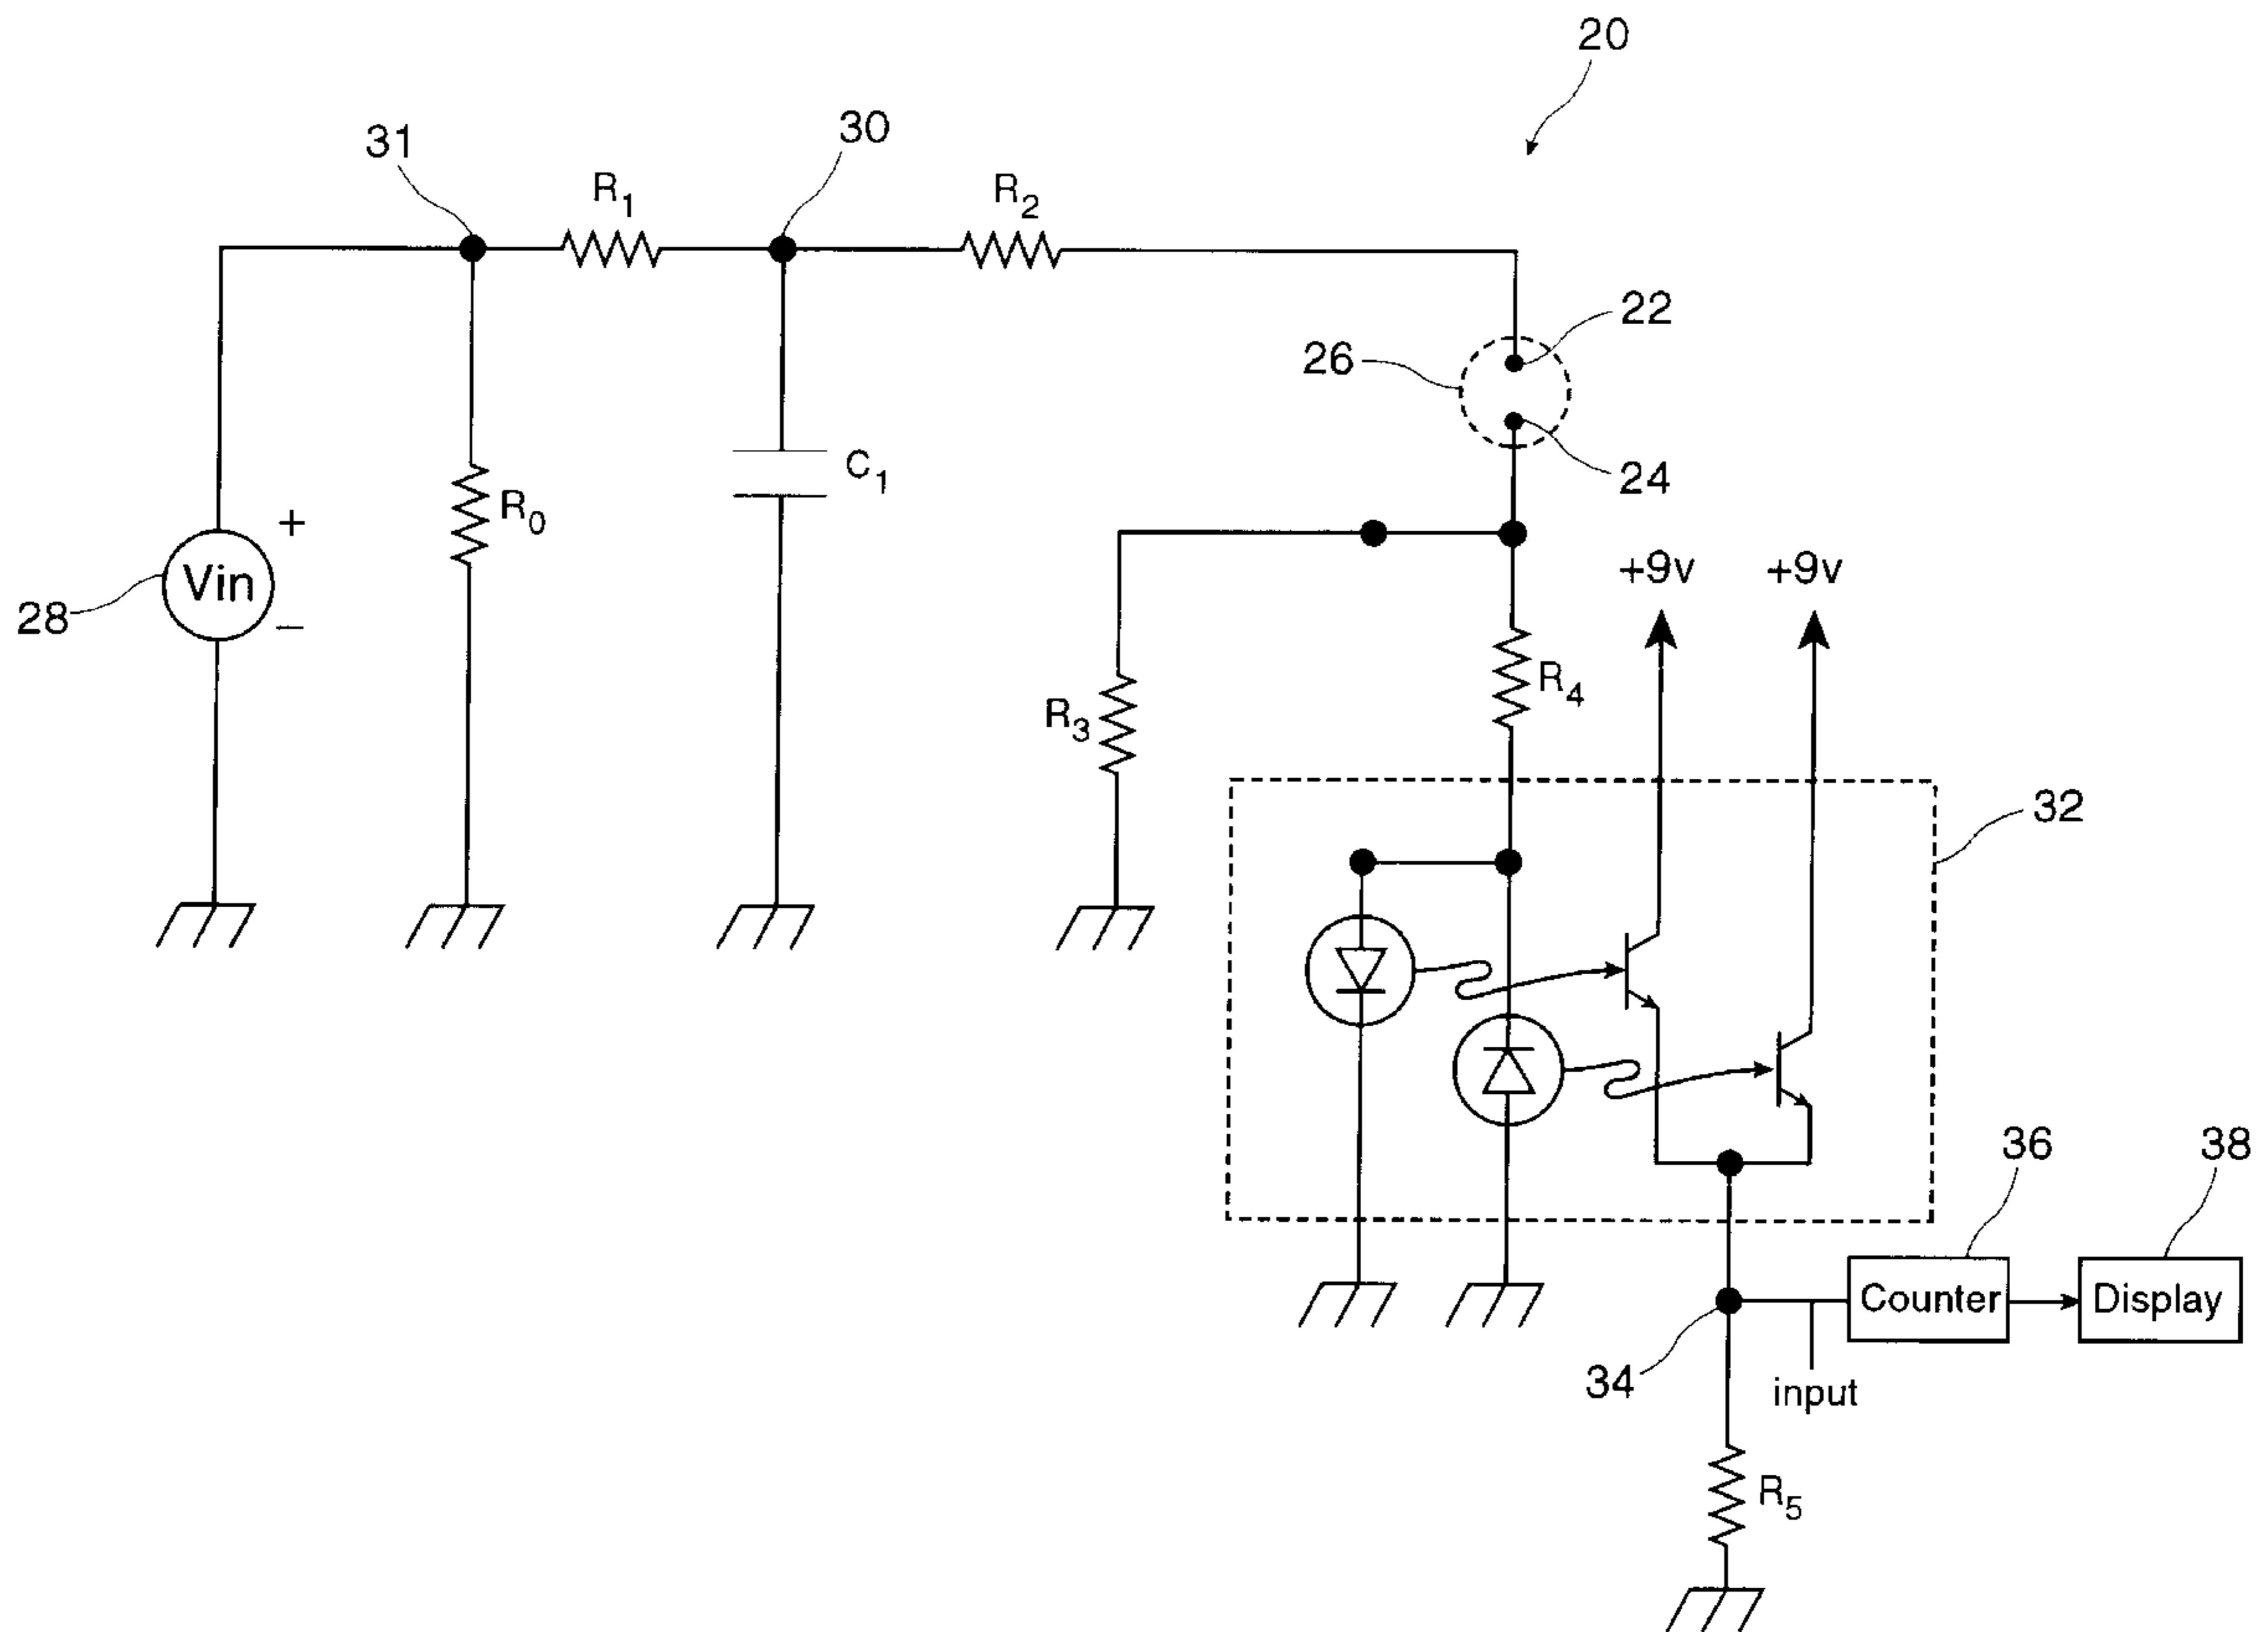 20
31
30
R1
R2
22
26
24
C1
R0
+
Vin
−
28
+9v
+9v
R4
R3
32
36
38
Counter
Display
34
input
R5